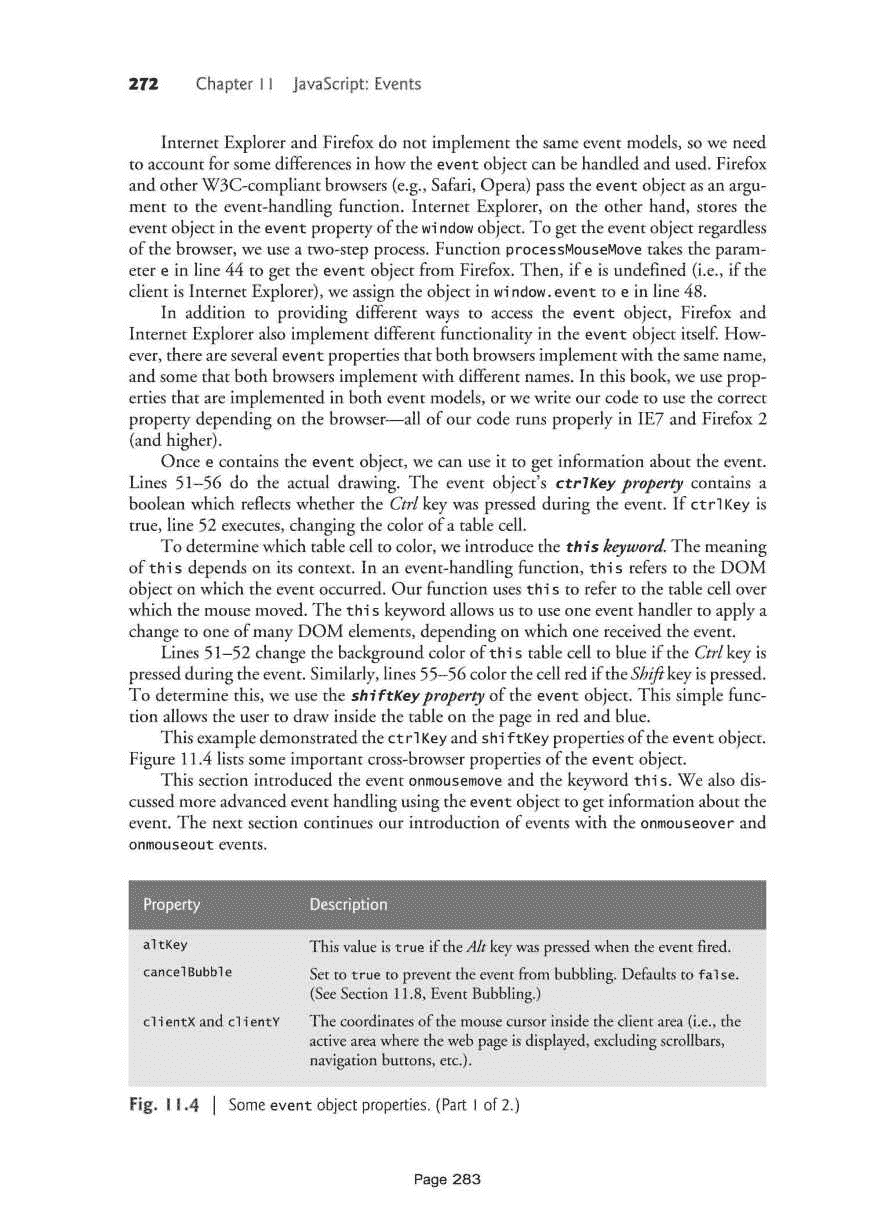 272 Chapter 11 JavaScript: Events
Internet Explorer and Firefox do not implement the same event models, so we need
to account for some differences in how the event object can be handled and used. Firefox
and other W3C-compliant browsers (e.g., Safari, Opera) pass the event object as an argu-
ment to the event-handling function. Internet Explorer, on the other hand, stores the
event object in the event property of the window object. To get the event object regardless
of the browser, we use a two-step process. Function processMouseMove takes the param-
eter e in line 44 to get the event object from Firefox. Then, if e is undefined (i.e., if the
client is Internet Explorer), we assign the object in window.event to e in line 48.
In addition to providing different ways to access the event object, Firefox and
Internet Explorer also implement different functionality in the event object itself. How-
ever, there are several event properties that both browsers implement with the same name,
and some that both browsers implement with different names. In this book, we use prop-
erties that are implemented in both event models, or we write our code to use the correct
property depending on the browser—all of our code runs properly in IE7 and Firefox 2
(and higher).
Once e contains the event object, we can use it to get information about the event.
Lines 51–56 do the actual drawing. The event object's ctrlKey property contains a
boolean which reflects whether the Ctrl key was pressed during the event. If ctrlKey is
true, line 52 executes, changing the color of a table cell.
To determine which table cell to color, we introduce the this keyword. The meaning
of this depends on its context. In an event-handling function, this refers to the DOM
object on which the event occurred. Our function uses this to refer to the table cell over
which the mouse moved. The this keyword allows us to use one event handler to apply a
change to one of many DOM elements, depending on which one received the event.
Lines 51–52 change the background color of this table cell to blue if the Ctrl key is
pressed during the event. Similarly, lines 55–56 color the cell red if the Shift key is pressed.
To determine this, we use the shiftKey property of the event object. This simple func-
tion allows the user to draw inside the table on the page in red and blue.
This example demonstrated the ctrlKey and shiftKey properties of the event object.
Figure 11.4 lists some important cross-browser properties of the event object.
This section introduced the event onmousemove and the keyword this. We also dis-
cussed more advanced event handling using the event object to get information about the
event. The next section continues our introduction of events with the onmouseover and
onmouseout events.
Property Description
altKey This value is true if the Alt key was pressed when the event fired.
cancelBubble Set to true to prevent the event from bubbling. Defaults to false.
(See Section 11.8, Event Bubbling.)
clientX and clientY The coordinates of the mouse cursor inside the client area (i.e., the
active area where the web page is displayed, excluding scrollbars,
navigation buttons, etc.).
Fig. 11.4 | Some event object properties. (Part 1 of 2.)
Page 283